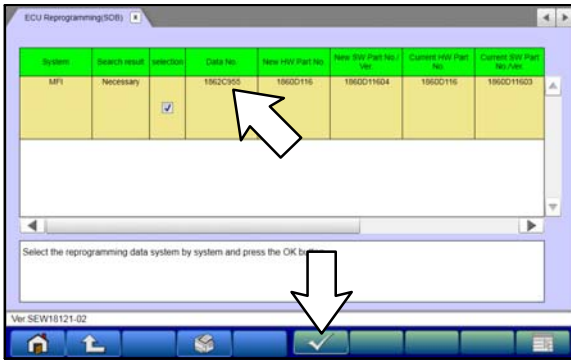 ECU Reprogramming(SDB)
System Search result selection Data No. New HW Part No New SW Part No./Ver. Current HW Part No. Current SW Part No./Ver.
MFI Necessary 1862C955 1860D116 1860D11604 1860D116 1860D11603
Select the reprogramming data system by system and press the OK
Ver.SEW18121-02